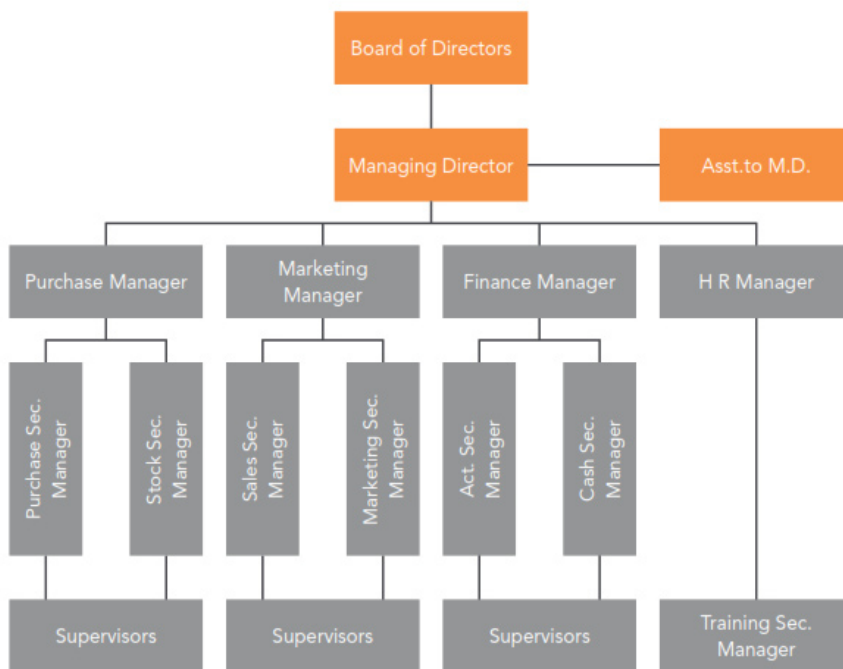 Board of Directors
Managing Director
Asst.to M.D.
Purchase Manager
Marketing
Manager
Finance Manager
H R Manager
Purchase Sec.
Manager
Stock Sec.
Manager
Sales Sec.
Manager
Marketing Sec.
Manager
Act. Sec.
Manager
Cash Sec.
Manager
Supervisors
Supervisors
Supervisors
Training Sec.
Manager